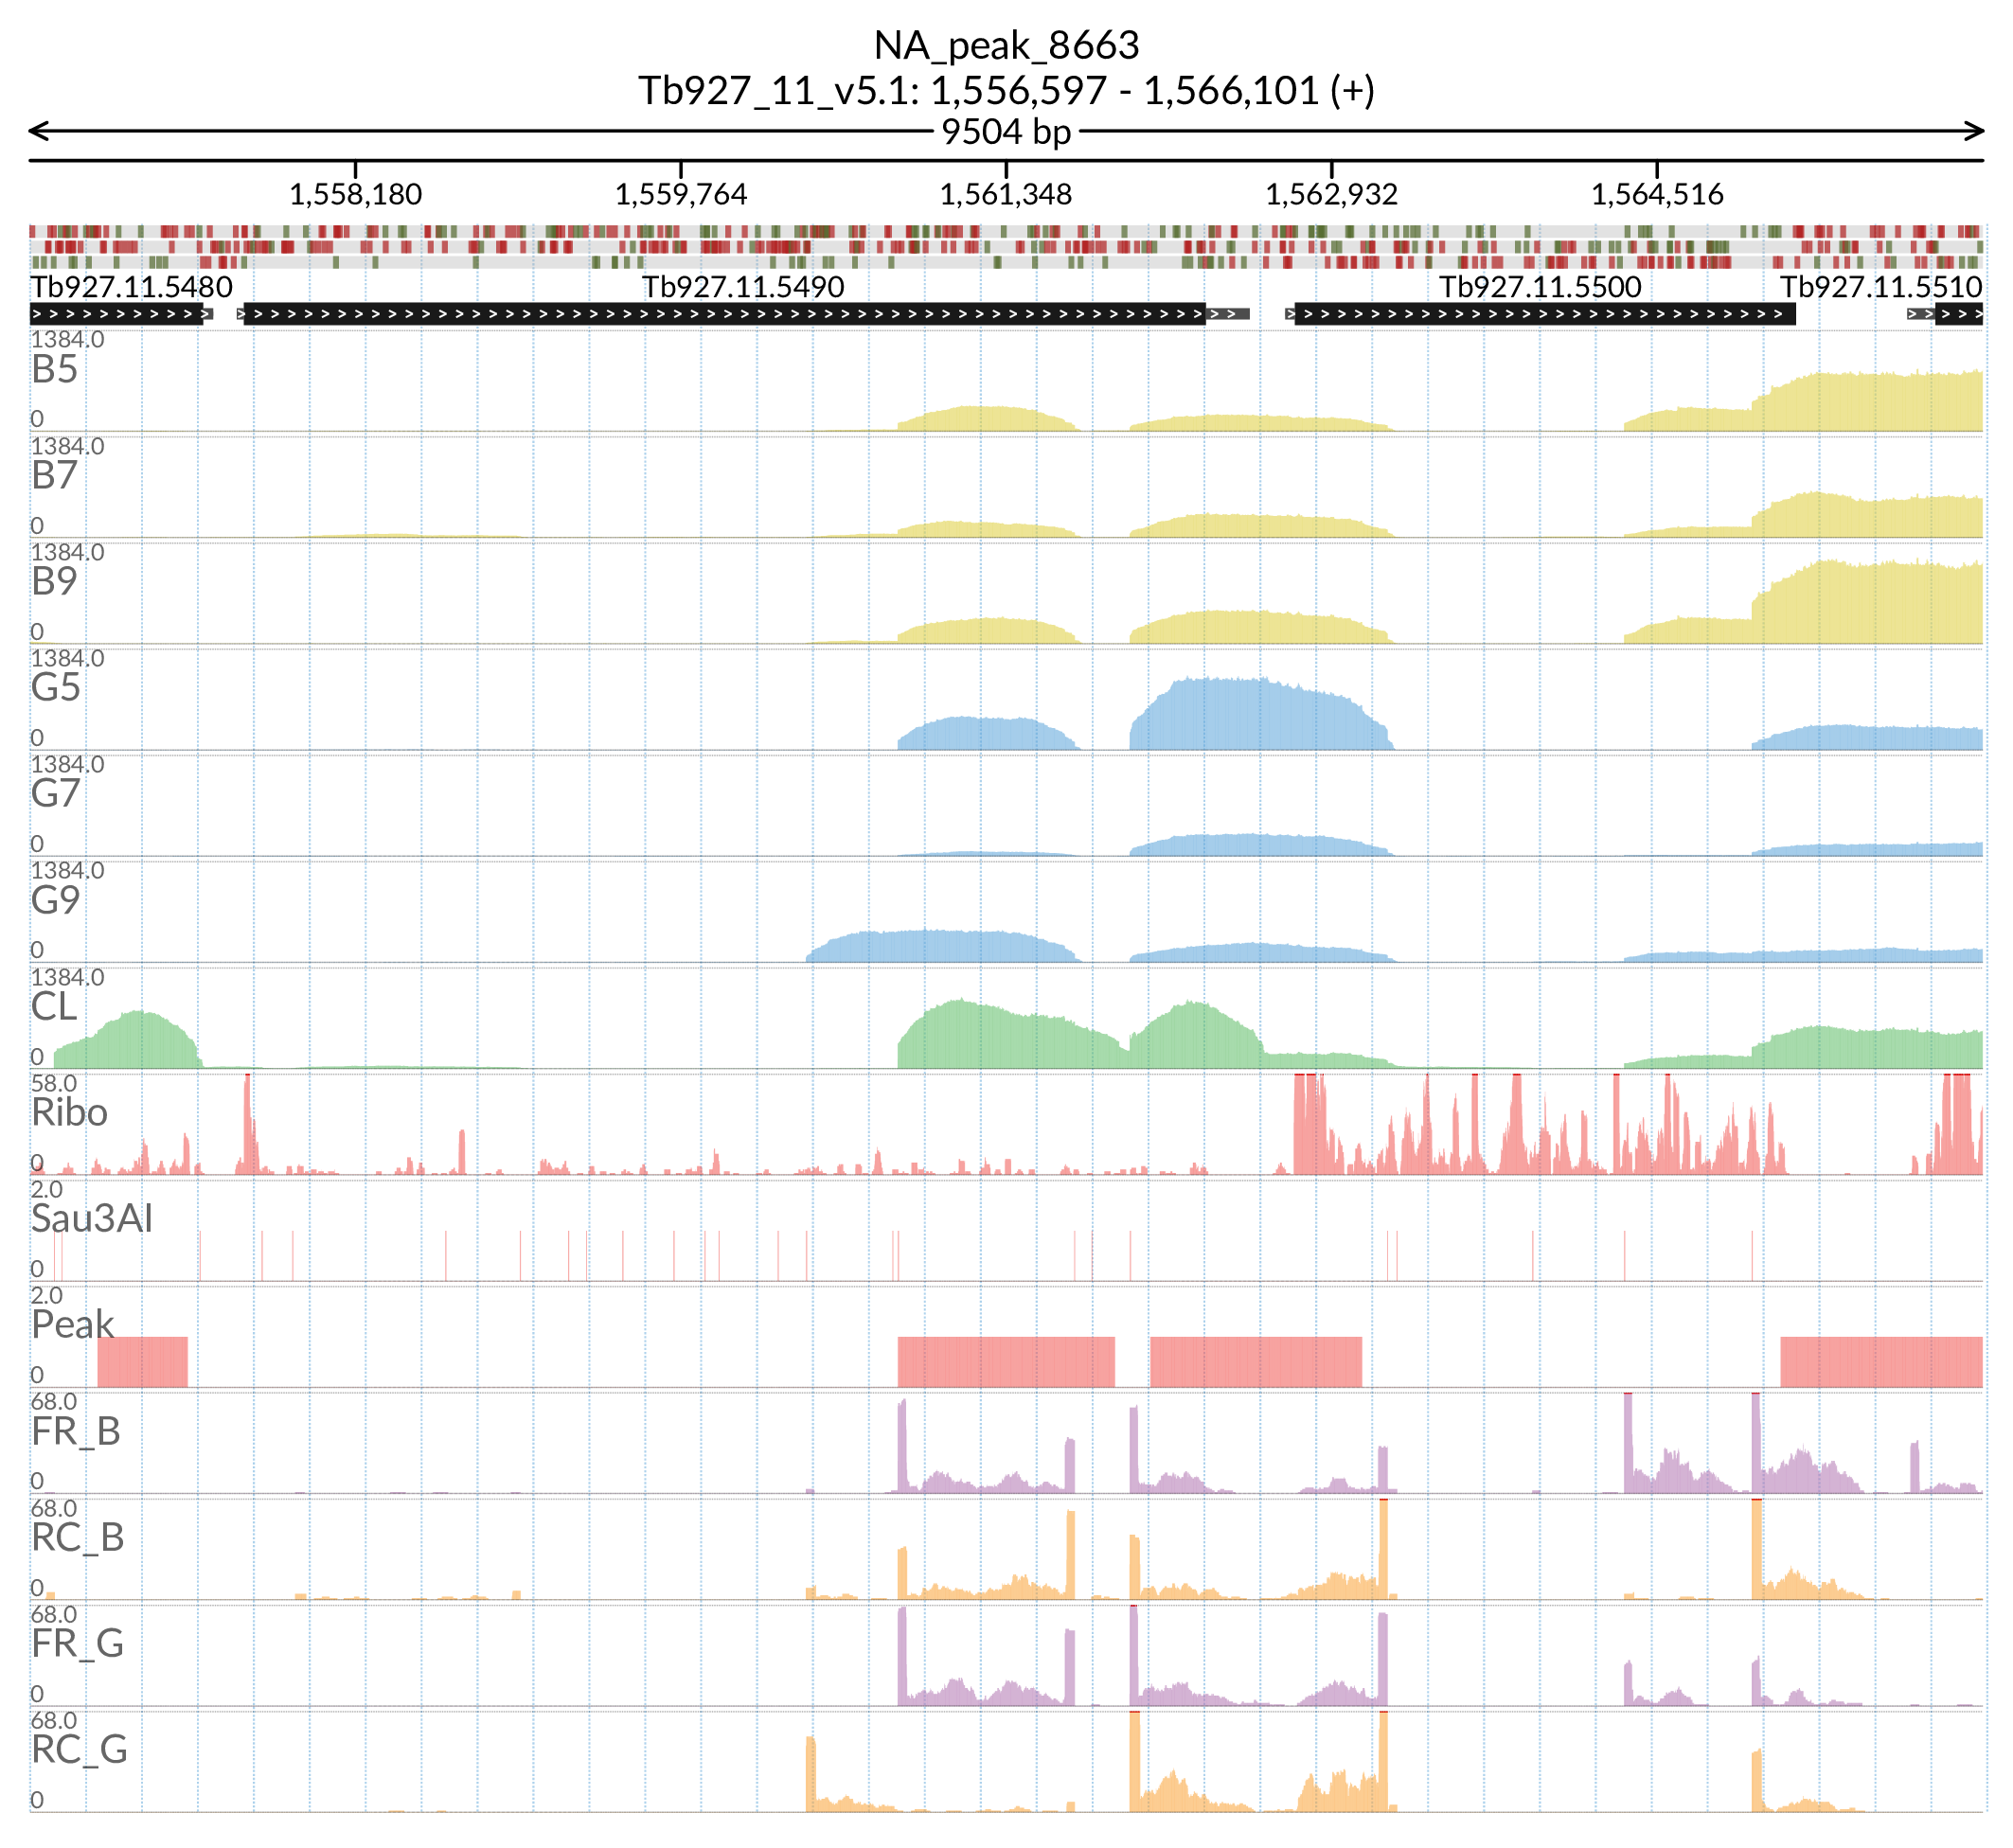 NA_peak_8663
Tb927_11_v5.1: 1,556,597 - 1,566,101 (+)
9504 bp
1,558,180 1,559,764 1,561,348 1,562,932 1,564,516
Tb927.11.5480 Tb927.11.5490 Tb927.11.5500 Tb927.11.5510
1384.0
B5
0
1384.0
B7
0
1384.0
B9
0
1384.0
G5
0
1384.0
G7
0
1384.0
G9
0
1384.0
CL
0
58.0
Ribo
0
2.0
Sau3AI
0
2.0
Peak
0
68.0
FR_B
0
68.0
RC_B
0
68.0
FR_G
0
68.0
RC_G
0